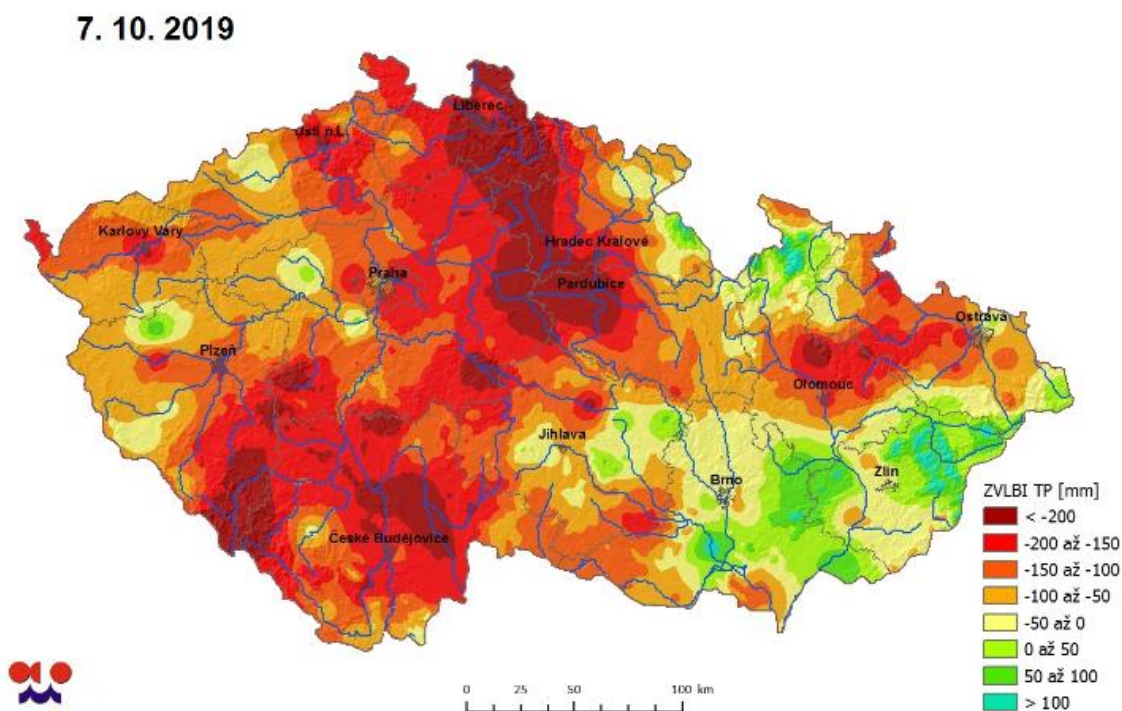 7. 10. 2019
Liberec
Ústí n.L.
Karlovy Vary
Hradec Králové
Praha
Pardubice
Ostrava
Plzeň
Olomouc
Jihlava
Zlín
Brno
České Budějovice
ZVLBI TP [mm]
< -200
-200 až -150
-150 až -100
-100 až -50
-50 až 0
0 až 50
50 až 100
> 100
0 25 50 100 km